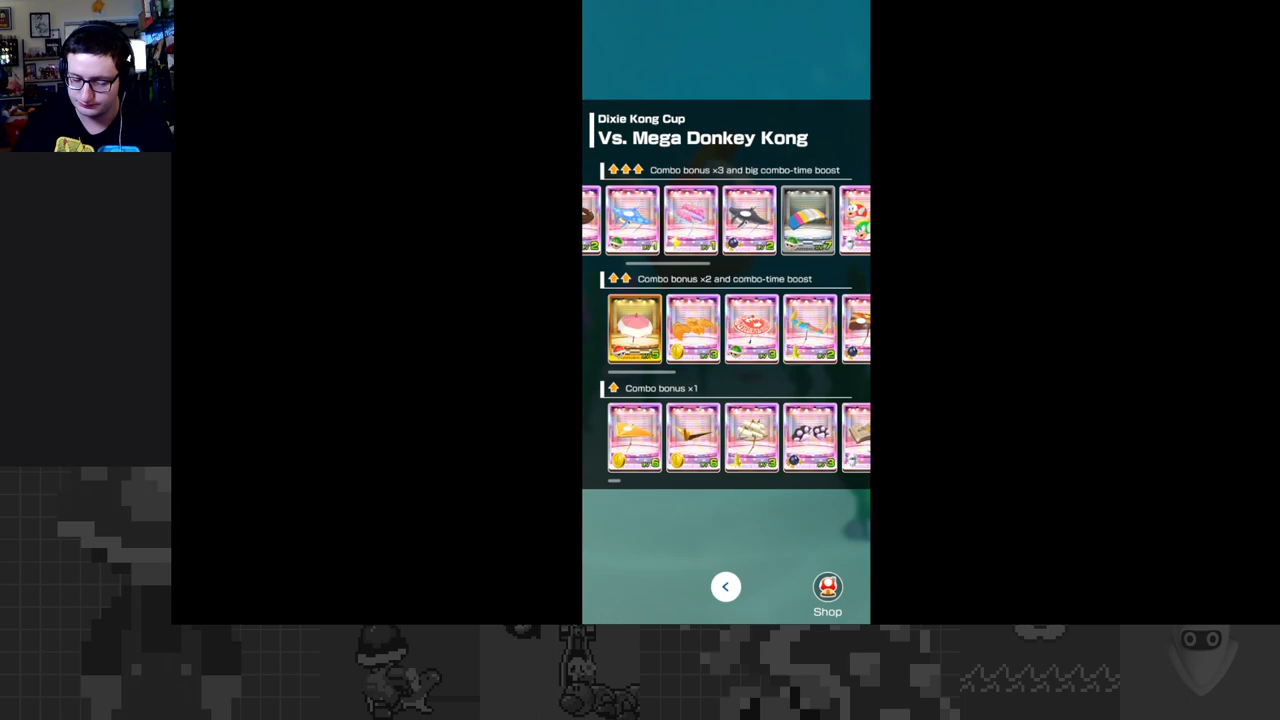 Dixie Kong Cup
Vs. Mega Donkey Kong
Combo bonus ×3 and big combo-time boost
Combo bonus ×2 and combo-time boost
Combo bonus ×1
Shop